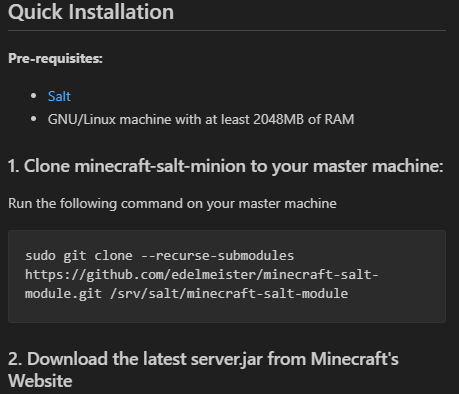 Quick Installation
Pre-requisites:
Salt
GNU/Linux machine with at least 2048MB of RAM
1. Clone minecraft-salt-minion to your master machine:
Run the following command on your master machine
sudo git clone --recurse-submodules
https://github.com/edelmeister/minecraft-salt-
module.git /srv/salt/minecraft-salt-module
2. Download the latest server.jar from Minecraft's
Website